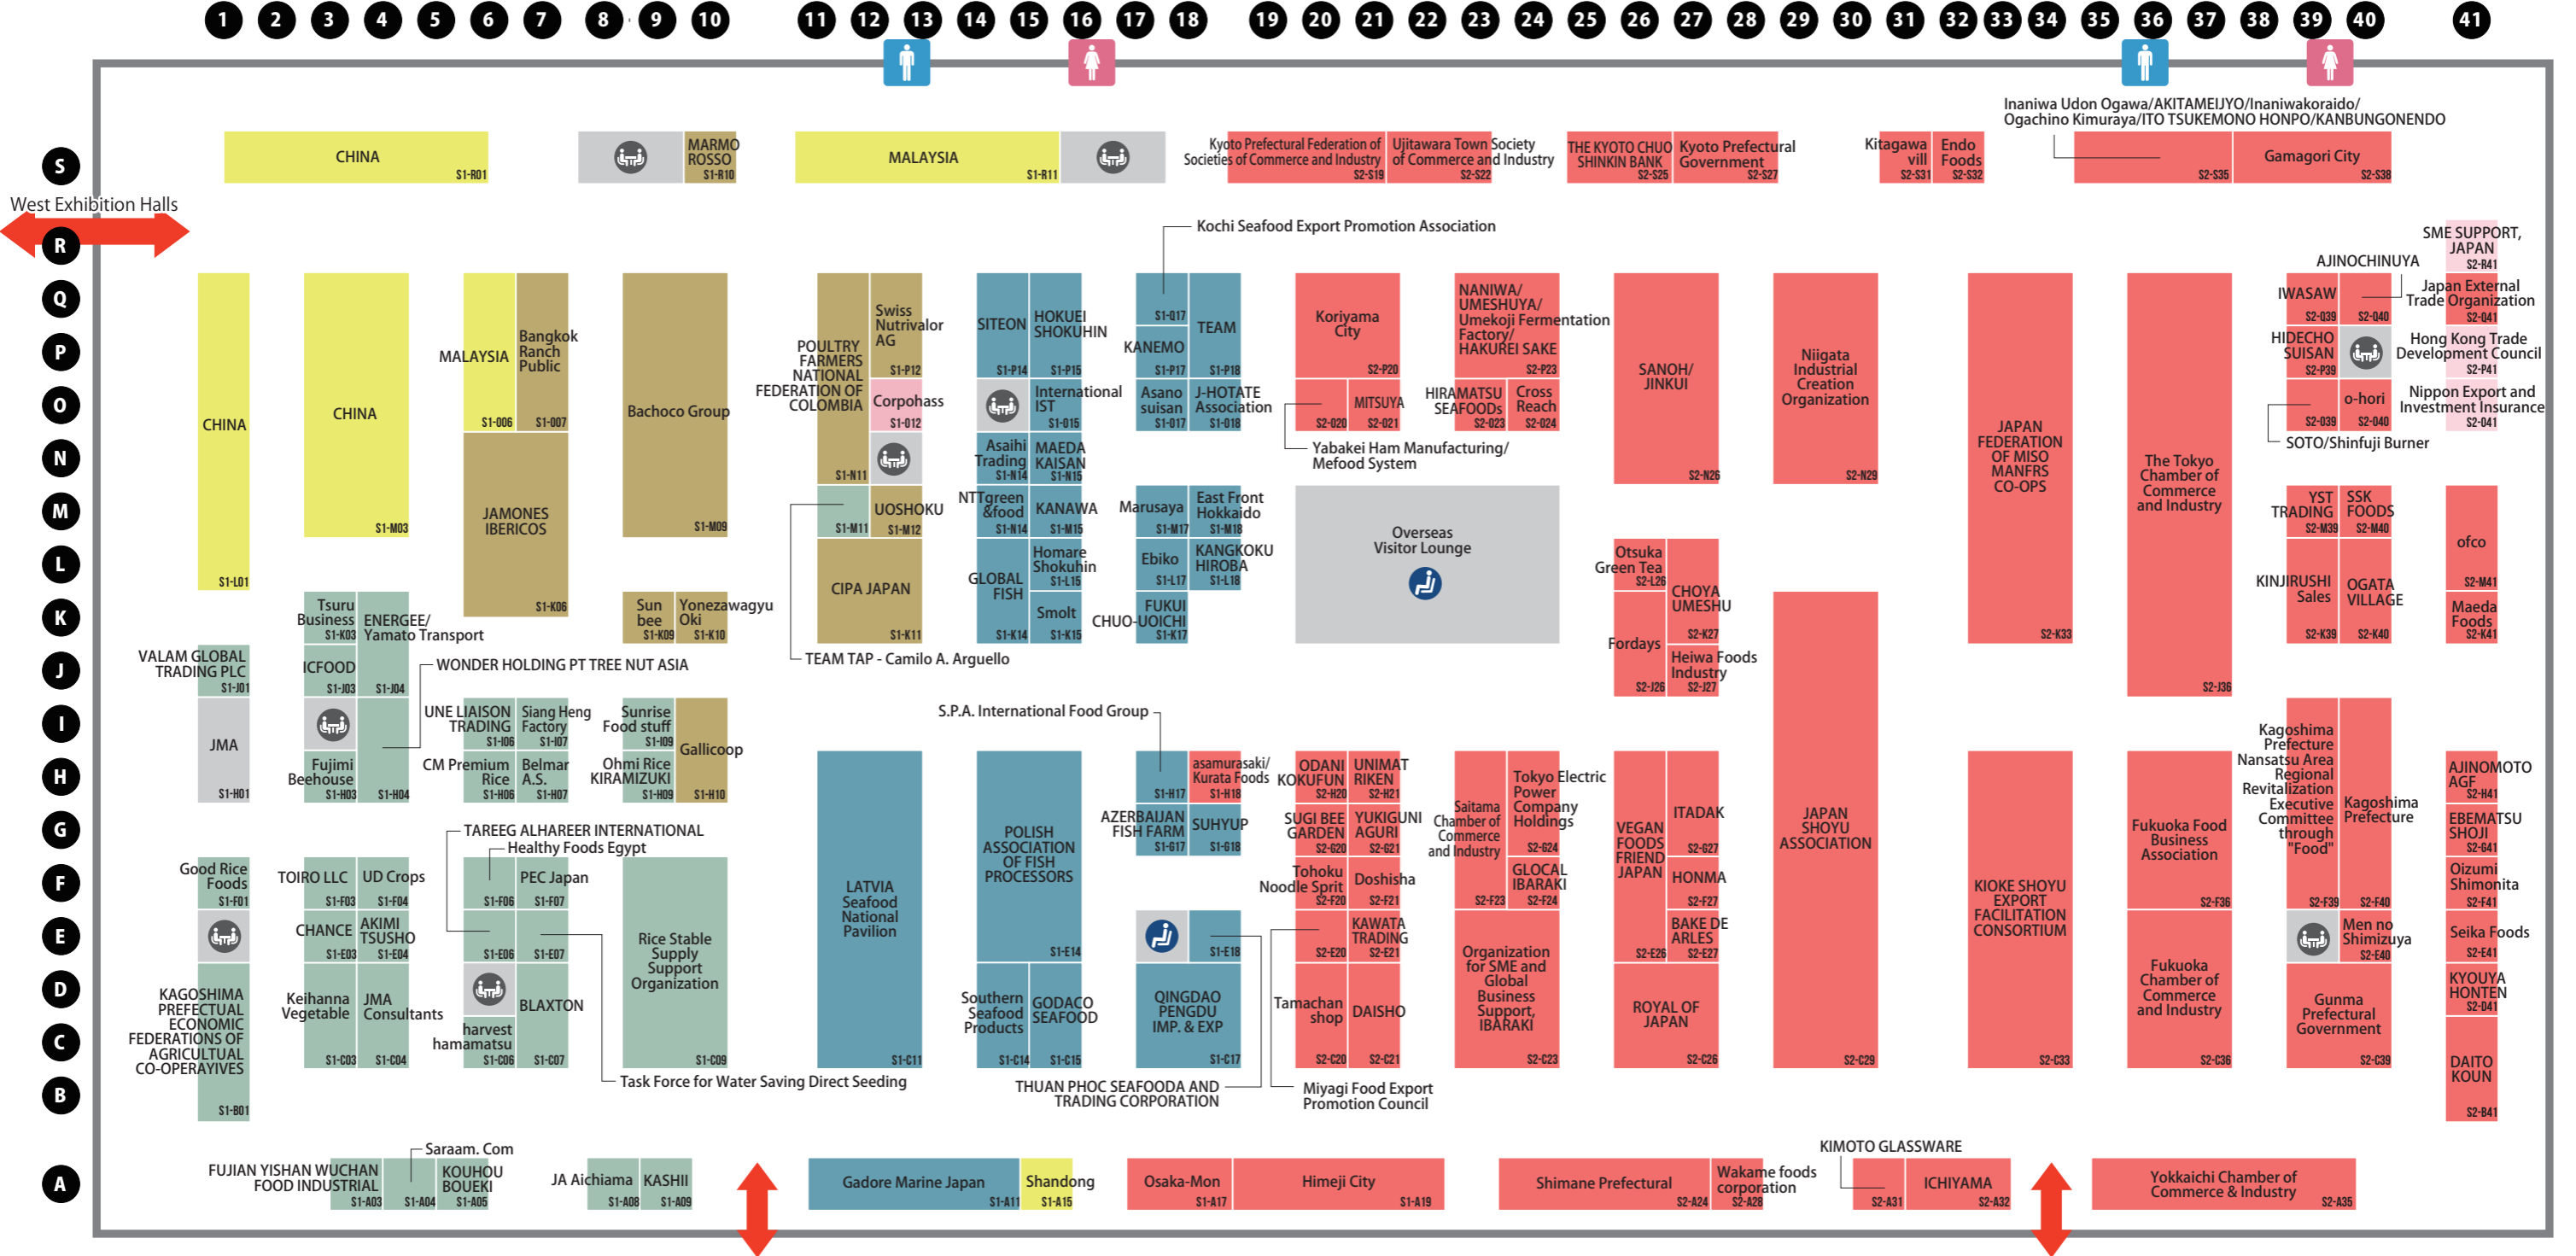 1 2 3 4 5 6 7 8 9 10 11 12 13 14 15 16 17 18 19 20 21 22 23 24 25 26 27 28 29 30 31 32 33 34 35 36 37 38 39 40 41
Inaniwa Udon Ogawa/AKITAMEIJYO/Inaniwakoraido/
Ogachino Kimuraya/ITO TSUKEMONO HONPO/KANBUNGONENDO
S
CHINA
S1-R01
MARMO
ROSSO
S1-R10
MALAYSIA
S1-R11
Kyoto Prefectural Federation of
Societies of Commerce and Industry
S2-S19
Ujitawara Town Society
of Commerce and Industry
S2-S22
THE KYOTO CHUO
SHINKIN BANK
S2-S25
Kyoto Prefectural
Government
S2-S27
Kitagawa
vill
S2-S31
Endo
Foods
S2-S32
S2-S35
Gamagori City
S2-S38
West Exhibition Halls
R
Kochi Seafood Export Promotion Association
SME SUPPORT,
JAPAN
S2-R41
AJINOCHINUYA
Q
P
O
N
M
L
K
J
I
H
G
F
E
D
C
B
A
CHINA
S1-L01
CHINA
S1-M03
MALAYSIA
S1-O06
Bangkok
Ranch
Public
S1-O07
JAMONES
IBERICOS
S1-K06
Bachoco Group
S1-M09
POULTRY
FARMERS
NATIONAL
FEDERATION OF
COLOMBIA
S1-N11
Swiss
Nutrivalor
AG
S1-P12
Corpohass
S1-O12
S1-M11
UOSHOKU
S1-M12
CIPA JAPAN
S1-K11
TEAM TAP - Camilo A. Arguello
SITEON
S1-P14
HOKUEI
SHOKUHIN
S1-P15
International
IST
S1-O15
Asaihi
Trading
S1-N14
MAEDA
KAISAN
S1-N15
NTTgreen
&food
S1-N14
KANAWA
S1-M15
GLOBAL
FISH
S1-K14
Homare
Shokuhin
S1-L15
Smolt
S1-K15
S1-Q17
TEAM
S1-P18
KANEMO
S1-P17
Asano
suisan
S1-O17
J-HOTATE
Association
S1-O18
Marusaya
S1-M17
East Front
Hokkaido
S1-M18
Ebiko
S1-L17
KANGKOKU
HIROBA
S1-L18
FUKUI
CHUO-UOICHI
S1-K17
Koriyama
City
S2-P20
S2-O20
MITSUYA
S2-O21
Yabakei Ham Manufacturing/
Mefood System
NANIWA/
UMESHUYA/
Umekoji Fermentation
Factory/
HAKUREI SAKE
S2-P23
HIRAMATSU
SEAFOODs
S2-O23
Cross
Reach
S2-O24
Overseas
Visitor Lounge
SANOH/
JINKUI
S2-N26
Otsuka
Green Tea
S2-L26
CHOYA
UMESHU
S2-K27
Fordays
S2-J26
Heiwa Foods
Industry
S2-J27
Niigata
Industrial
Creation
Organization
S2-N29
JAPAN
FEDERATION
OF MISO
MANFRS
CO-OPS
S2-K33
The Tokyo
Chamber of
Commerce
and Industry
S2-J36
IWASAW
S2-Q39
S2-Q40
Japan External
Trade Organization
S2-Q41
HIDECHO
SUISAN
S2-P39
Hong Kong Trade
Development Council
S2-P41
S2-O39
o-hori
S2-O40
Nippon Export and
Investment Insurance
S2-O41
SOTO/Shinfuji Burner
YST
TRADING
S2-M39
SSK
FOODS
S2-M40
ofco
S2-M41
KINJIRUSHI
Sales
S2-K39
OGATA
VILLAGE
S2-K40
Maeda
Foods
S2-K41
Tsuru
Business
S1-K03
ENERGEE/
Yamato Transport
S1-J04
Sun
bee
S1-K09
Yonezawagyu
Oki
S1-K10
VALAM GLOBAL
TRADING PLC
S1-J01
ICFOOD
S1-J03
WONDER HOLDING PT TREE NUT ASIA
JMA
S1-H01
Fujimi
Beehouse
S1-H03
S1-H04
UNE LIAISON
TRADING
S1-I06
Siang Heng
Factory
S1-I07
CM Premium
Rice
S1-H06
Belmar
A.S.
S1-H07
Sunrise
Food stuff
S1-I09
Gallicoop
S1-H10
Ohmi Rice
KIRAMIZUKI
S1-H09
TAREEG ALHAREER INTERNATIONAL
Healthy Foods Egypt
Good Rice
Foods
S1-F01
TOIRO LLC
S1-F03
UD Crops
S1-F04
S1-F06
PEC Japan
S1-F07
CHANCE
S1-E03
AKIMI
TSUSHO
S1-E04
S1-E06
S1-E07
Rice Stable
Supply
Support
Organization
S1-C09
KAGOSHIMA
PREFECTUAL
ECONOMIC
FEDERATIONS OF
AGRICULTUAL
CO-OPERAYIVES
S1-B01
Keihanna
Vegetable
S1-C03
JMA
Consultants
S1-C04
harvest
hamamatsu
S1-C06
BLAXTON
S1-C07
Task Force for Water Saving Direct Seeding
LATVIA
Seafood
National
Pavilion
S1-C11
POLISH
ASSOCIATION
OF FISH
PROCESSORS
S1-E14
Southern
Seafood
Products
S1-C14
GODACO
SEAFOOD
S1-C15
S.P.A. International Food Group
S1-H17
asamurasaki/
Kurata Foods
S1-H18
AZERBAIJAN
FISH FARM
S1-G17
SUHYUP
S1-G18
S1-E18
QINGDAO
PENGDU
IMP. & EXP
S1-C17
THUAN PHOC SEAFOODA AND
TRADING CORPORATION
ODANI
KOKUFUN
S2-H20
UNIMAT
RIKEN
S2-H21
SUGI BEE
GARDEN
S2-G20
YUKIGUNI
AGURI
S2-G21
Tohoku
Noodle Sprit
S2-F20
Doshisha
S2-F21
S2-E20
KAWATA
TRADING
S2-E21
Tamachan
shop
S2-C20
DAISHO
S2-C21
Miyagi Food Export
Promotion Council
Saitama
Chamber of
Commerce
and Industry
S2-F23
Tokyo Electric
Power
Company
Holdings
S2-G24
GLOCAL
IBARAKI
S2-F24
Organization
for SME and
Global
Business
Support,
IBARAKI
S2-C23
VEGAN
FOODS
FRIEND
JAPAN
S2-E26
ITADAK
S2-G27
HONMA
S2-F27
BAKE DE
ARLES
S2-E27
ROYAL OF
JAPAN
S2-C26
JAPAN
SHOYU
ASSOCIATION
S2-C29
KIOKE SHOYU
EXPORT
FACILITATION
CONSORTIUM
S2-C33
Fukuoka Food
Business
Association
S2-F36
Fukuoka
Chamber of
Commerce
and Industry
S2-C36
Kagoshima
Prefecture
Nansatsu Area
Regional
Revitalization
Executive
Committee
through
"Food"
S2-F39
Kagoshima
Prefecture
S2-F40
Men no
Shimizuya
S2-E40
Gunma
Prefectural
Government
S2-C39
AJINOMOTO
AGF
S2-H41
EBEMATSU
SHOJI
S2-G41
Oizumi
Shimonita
S2-F41
Seika Foods
S2-E41
KYOUYA
HONTEN
S2-D41
DAITO
KOUN
S2-B41
Saraam. Com
FUJIAN YISHAN WUCHAN
FOOD INDUSTRIAL
S1-A03
S1-A04
KOUHOU
BOUEKI
S1-A05
JA Aichiama
S1-A08
KASHII
S1-A09
Gadore Marine Japan
S1-A11
Shandong
S1-A15
Osaka-Mon
S1-A17
Himeji City
S1-A19
Shimane Prefectural
S2-A24
Wakame foods
corporation
S2-A28
KIMOTO GLASSWARE
S2-A31
ICHIYAMA
S2-A32
Yokkaichi Chamber of
Commerce & Industry
S2-A35